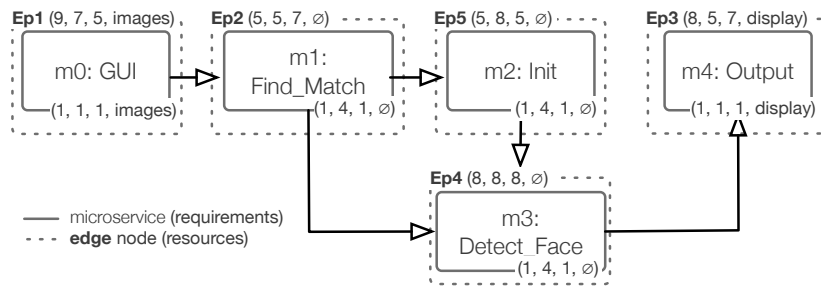 Ep1 (9, 7, 5, images)
Ep2 (5, 5, 7, ∅)
Ep5 (5, 8, 5, ∅)
Ep3 (8, 5, 7, display)
m0: GUI
(1, 1, 1, images)
m1:
Find_Match
(1, 4, 1, ∅)
m2: Init
(1, 4, 1, ∅)
m4: Output
(1, 1, 1, display)
Ep4 (8, 8, 8, ∅)
m3:
Detect_Face
(1, 4, 1, ∅)
microservice (requirements)
edge node (resources)